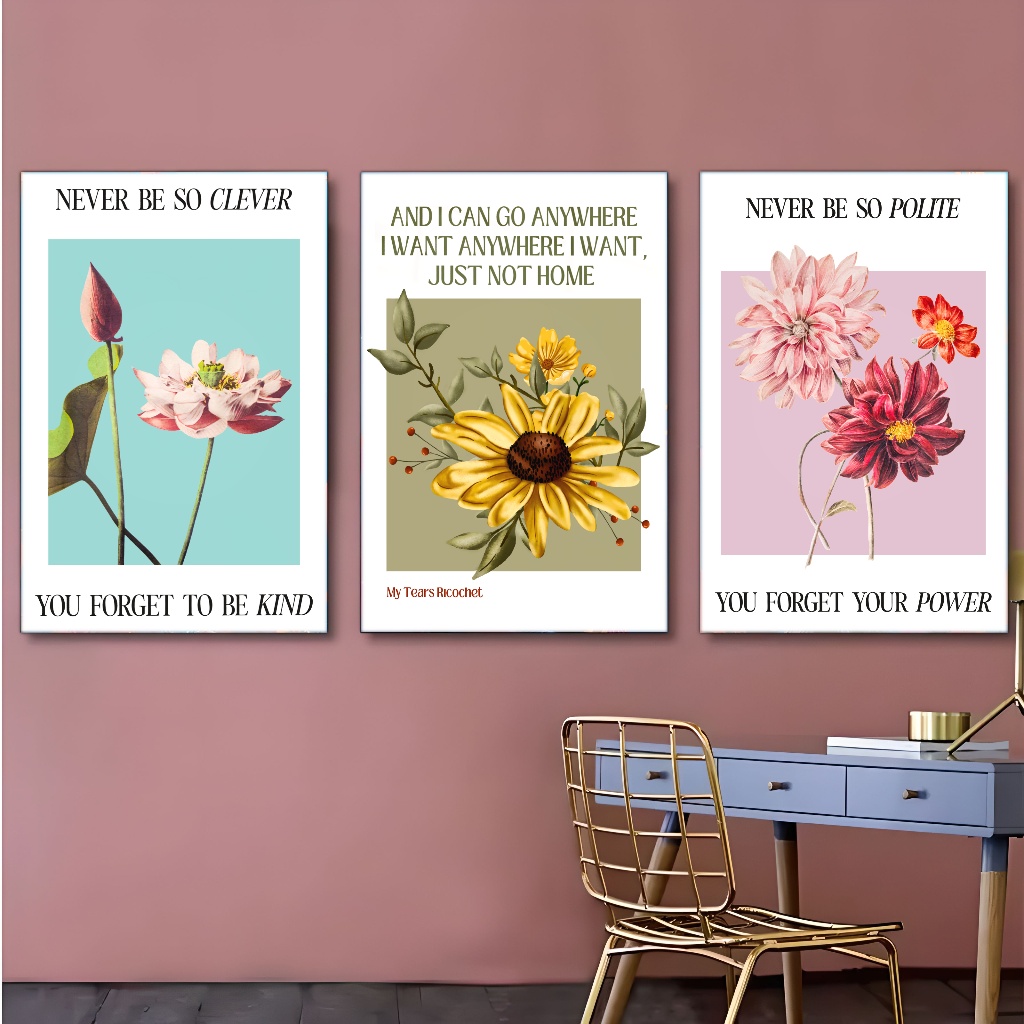 NEVER BE SO CLEVER
YOU FORGET TO BE KIND
AND I CAN GO ANYWHERE
I WANT ANYWHERE I WANT,
JUST NOT HOME
My Tears Ricochet
NEVER BE SO POLITE
YOU FORGET YOUR POWER